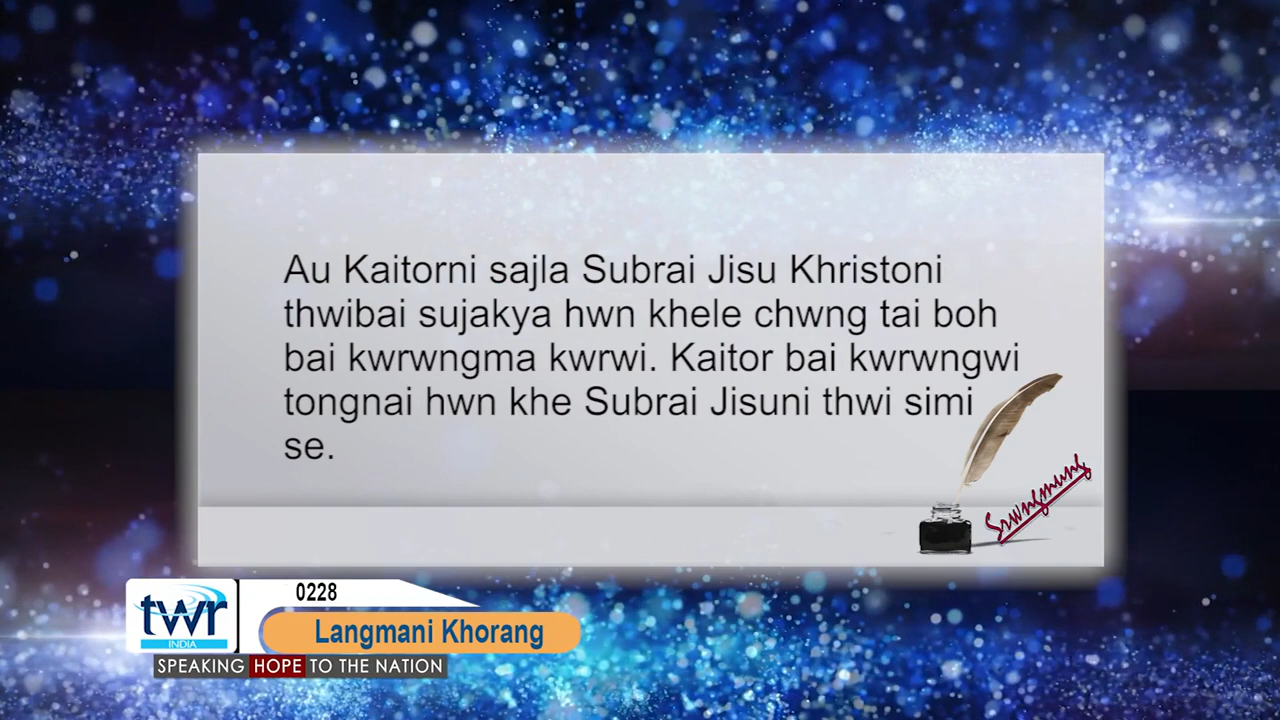 Au Kaitorni sajla Subrai Jisu Khristoni
thwibai sujakya hwn khele chwng tai boh
bai kwrwngma kwrwi. Kaitor bai kwrwngwi
tongnai hwn khe Subrai Jisuni thwi simi
se.
Srwngmung
0228
twr
INDIA
Langmani Khorang
SPEAKING HOPE TO THE NATION